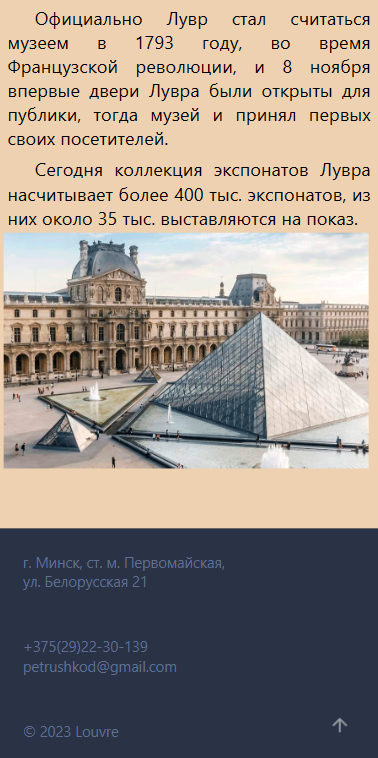 Официально Лувр стал считаться
музеем в 1793 году, во время
Французской революции, и 8 ноября
впервые двери Лувра были открыты для
публики, тогда музей и принял первых
своих посетителей.
Сегодня коллекция экспонатов Лувра
насчитывает более 400 тыс. экспонатов, из
них около 35 тыс. выставляются на показ.
г. Минск, ст. м. Первомайская,
ул. Белорусская 21
+375(29)22-30-139
petrushkod@gmail.com
© 2023 Louvre